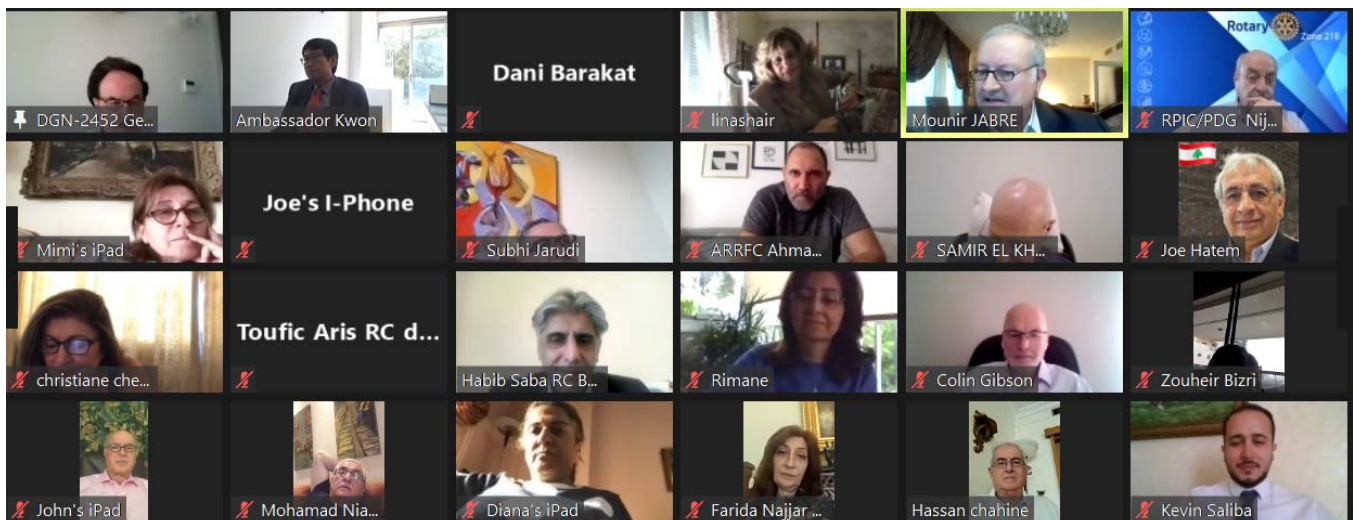 Rotary
Zone 21B
DGN-2452 Ge...
Ambassador Kwon
Dani Barakat
linashair
Mounir JABRE
RPIC/PDG Nij...
Mimi's iPad
Joe's I-Phone
Subhi Jarudi
ARRFC Ahma...
SAMIR EL KH...
Joe Hatem
christiane che...
Toufic Aris RC d...
Habib Saba RC B...
Rimane
Colin Gibson
Zouheir Bizri
John's iPad
Mohamad Nia...
Diana's iPad
Farida Najjar ...
Hassan chahine
Kevin Saliba